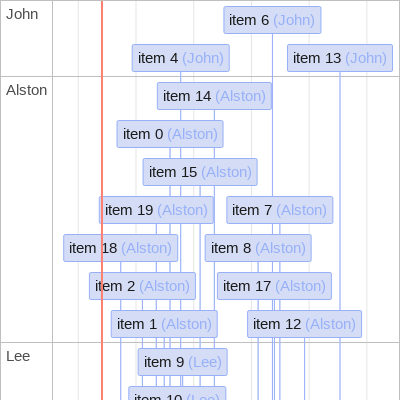 John
item 6 (John)
item 4 (John)
item 13 (John)
Alston
item 14 (Alston)
item 0 (Alston)
item 15 (Alston)
item 19 (Alston)
item 7 (Alston)
item 18 (Alston)
item 8 (Alston)
item 2 (Alston)
item 17 (Alston)
item 1 (Alston)
item 12 (Alston)
Lee
item 9 (Lee)
item 10 (Lee)